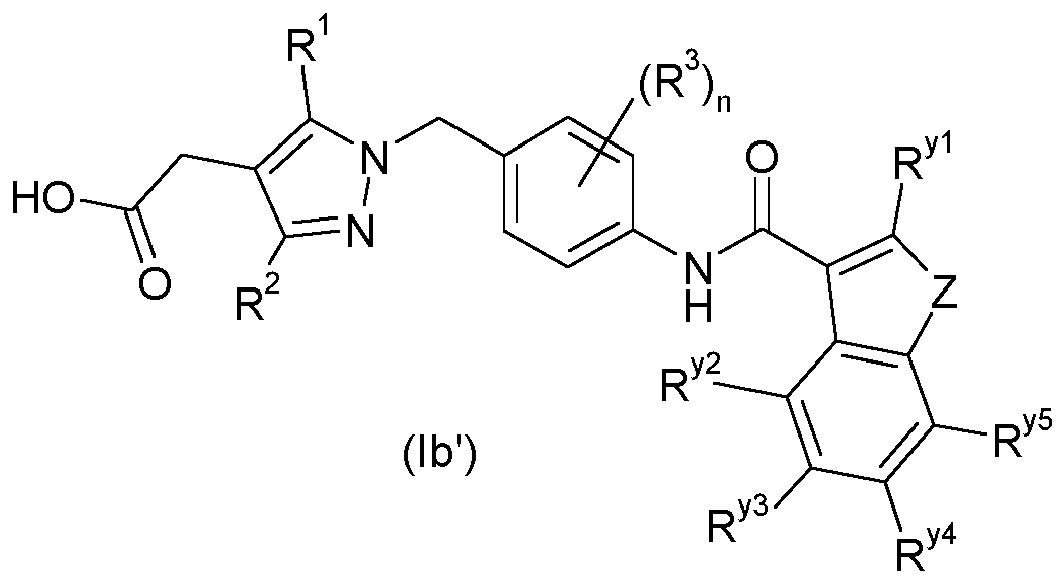 R¹
(R³)n
O
Rʸ¹
HO
N
N
O
R²
N
H
Z
Rʸ²
(Ib')
Rʸ⁵
Rʸ³
Rʸ⁴